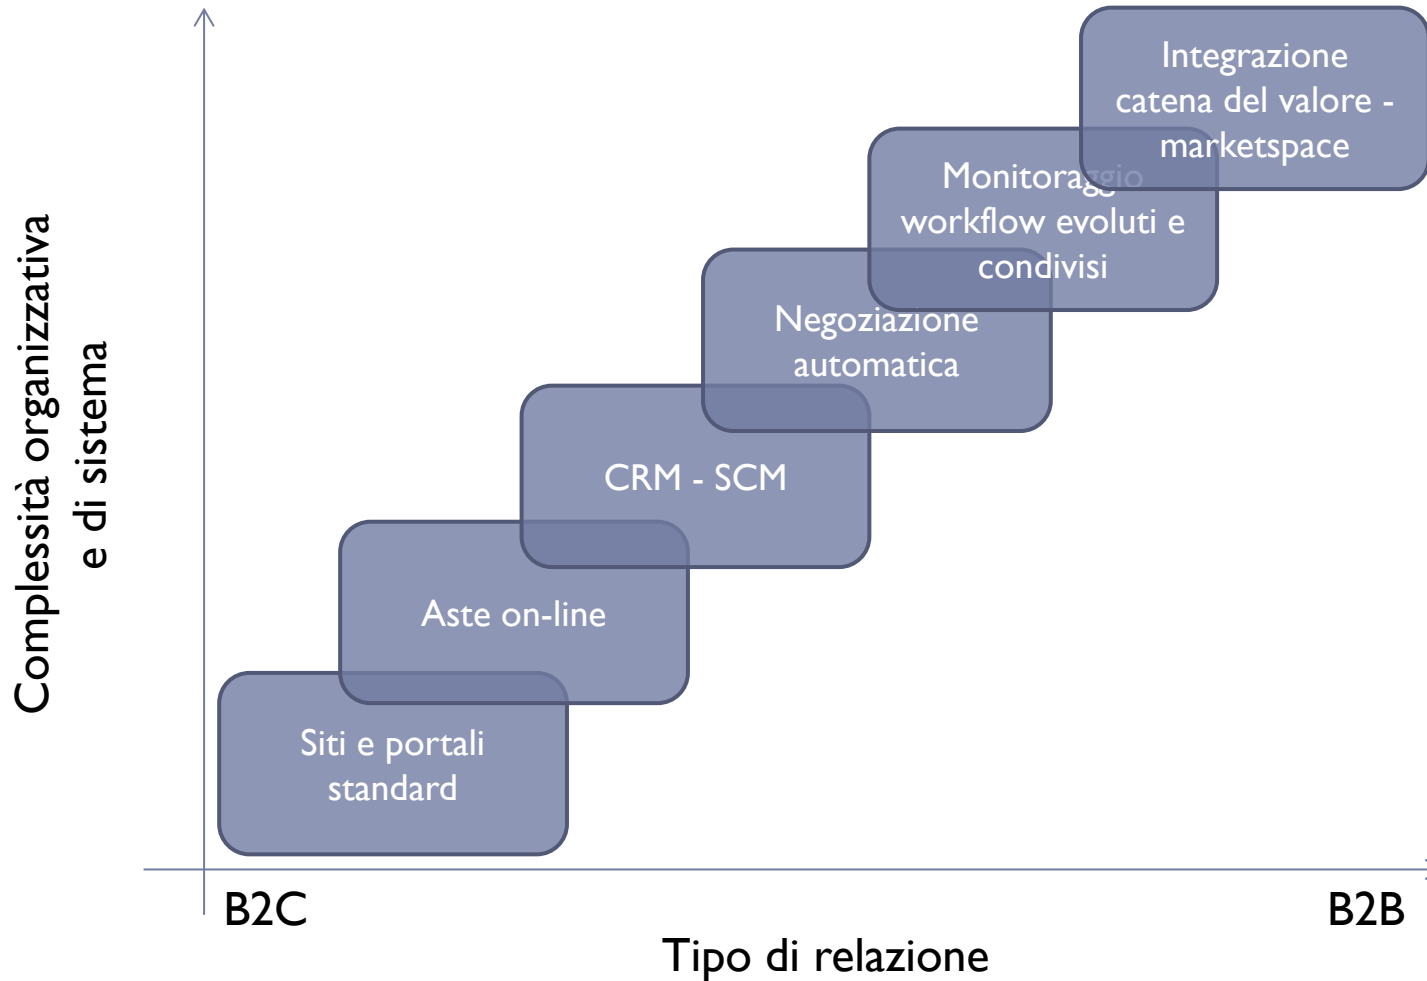 Complessità organizzativa
e di sistema
Integrazione
catena del valore -
marketspace
Monitoraggio
workflow evoluti e
condivisi
Negoziazione
automatica
CRM - SCM
Aste on-line
Siti e portali
standard
B2C
B2B
Tipo di relazione